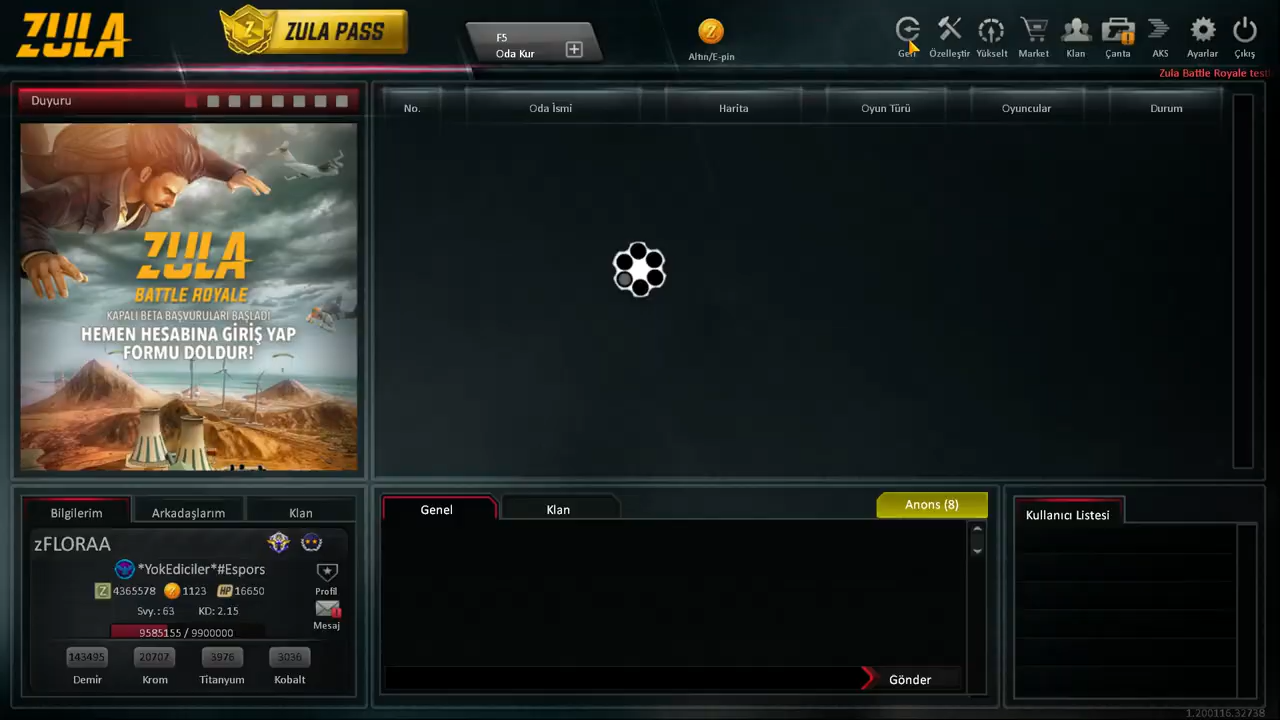 ZULA
ZULA PASS
F5
Oda Kur
Altın/E-pin
Geri
Özelleştir
Yükselt
Market
Klan
Çanta
AKS
Ayarlar
Çıkış
Zula Battle Royale testi
Duyuru
No.
Oda İsmi
Harita
Oyun Türü
Oyuncular
Durum
ZULA
BATTLE ROYALE
KAPALI BETA BAŞVURULARI BAŞLADI
HEMEN HESABINA GİRİŞ YAP
FORMU DOLDUR!
Bilgilerim
Arkadaşlarım
Klan
zFLORAA
*YokEdiciler*#Espors
4365578
1123
HP 16650
Profil
Svy. : 63
KD: 2.15
Mesaj
9585155 / 9900000
143495
20707
3976
3036
Demir
Krom
Titanyum
Kobalt
Genel
Klan
Anons (8)
Gönder
Kullanıcı Listesi
1.200116.32738